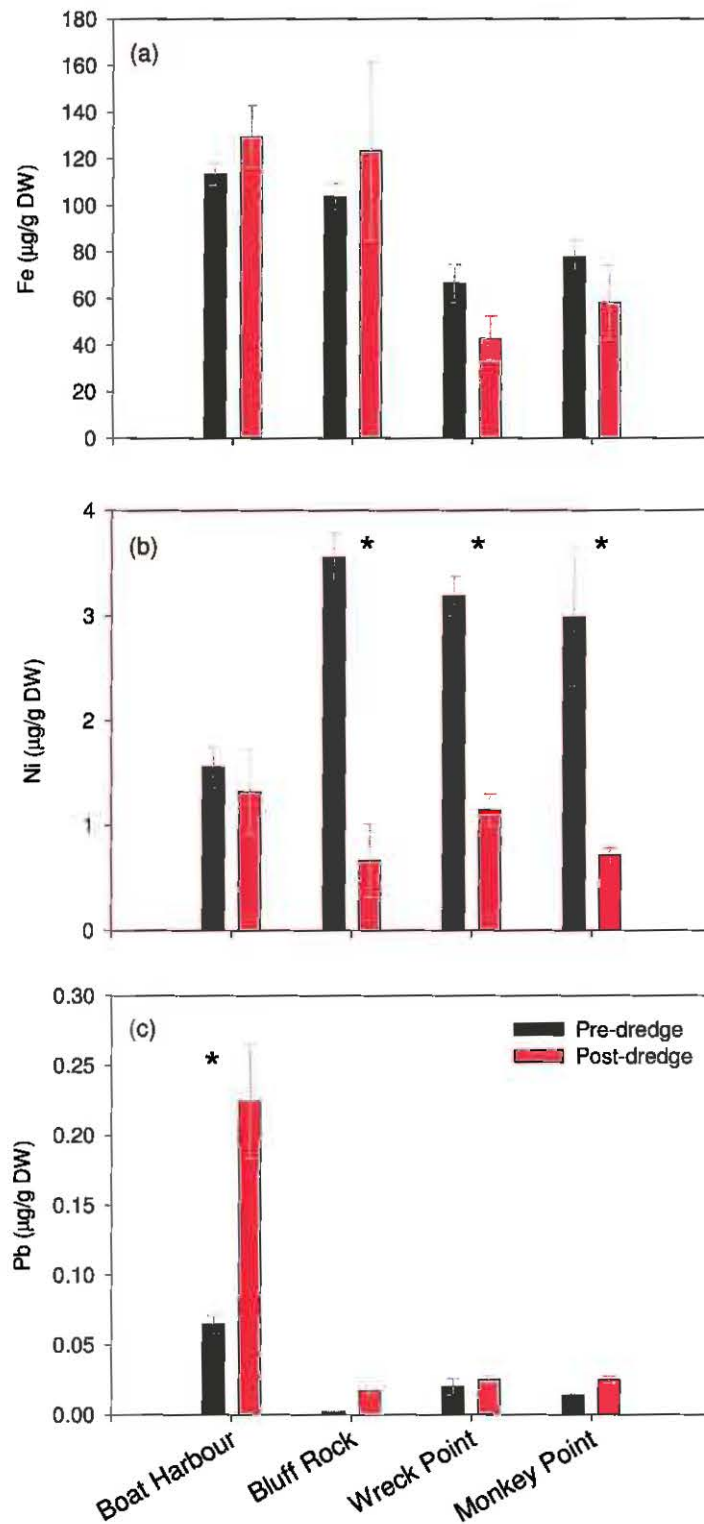 (a)
Fe (µg/g DW)
180
160
140
120
100
80
60
40
20
0
(b)
Ni (µg/g DW)
4
3
2
1
0
*
*
*
(c)
Pb (µg/g DW)
0.30
0.25
0.20
0.15
0.10
0.05
0.00
*
Pre-dredge
Post-dredge
Boat Harbour
Bluff Rock
Wreck Point
Monkey Point